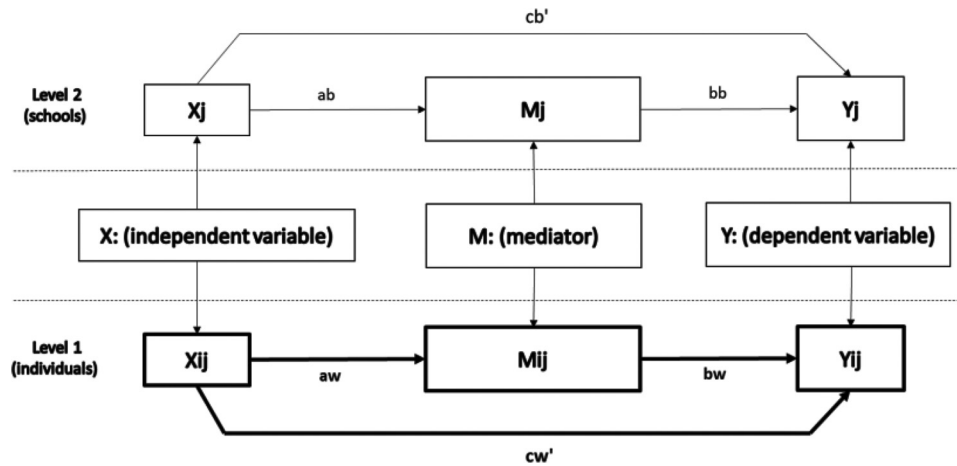 cb'
Level 2
(schools)
Xj
ab
Mj
bb
Yj
X: (independent variable)
M: (mediator)
Y: (dependent variable)
Level 1
(individuals)
Xij
aw
Mij
bw
Yij
cw'